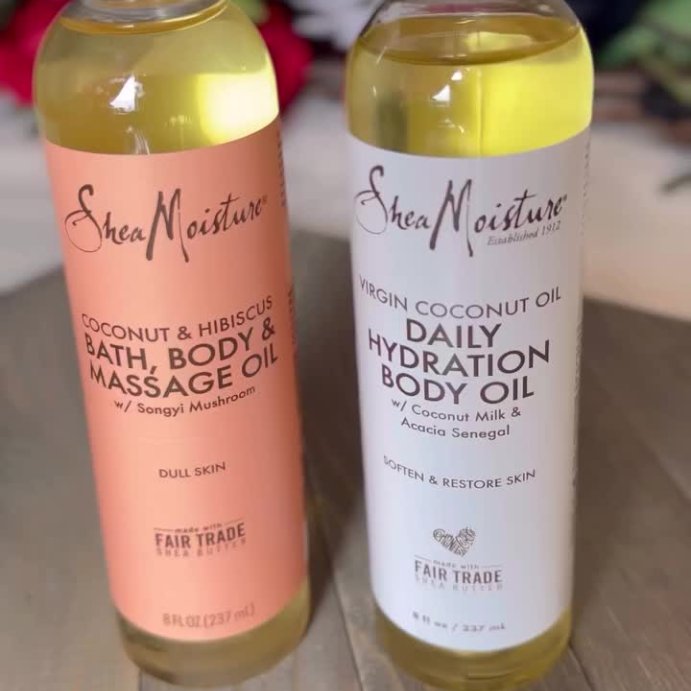 SheaMoisture®
COCONUT & HIBISCUS
BATH, BODY &
MASSAGE OIL
w/ Songyi Mushroom
DULL SKIN
made with
FAIR TRADE
SHEA BUTTER
8 FL OZ (237 mL)
SheaMoisture®
Established 1912
VIRGIN COCONUT OIL
DAILY
HYDRATION
BODY OIL
w/ Coconut Milk &
Acacia Senegal
SOFTEN & RESTORE SKIN
made with
FAIR TRADE
SHEA BUTTER
8 fl oz / 237 mL